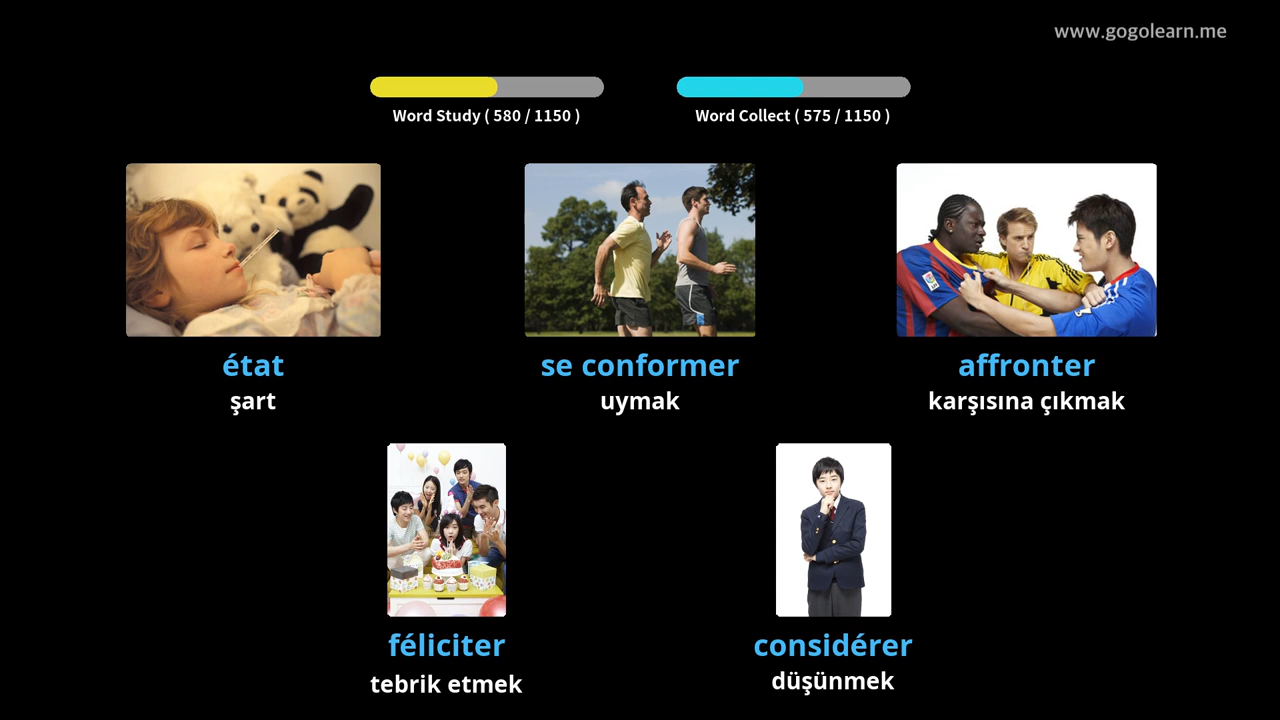 www.gogolearn.me
Word Study ( 580 / 1150 )
Word Collect ( 575 / 1150 )
état
şart
se conformer
uymak
affronter
karşısına çıkmak
féliciter
tebrik etmek
considérer
düşünmek